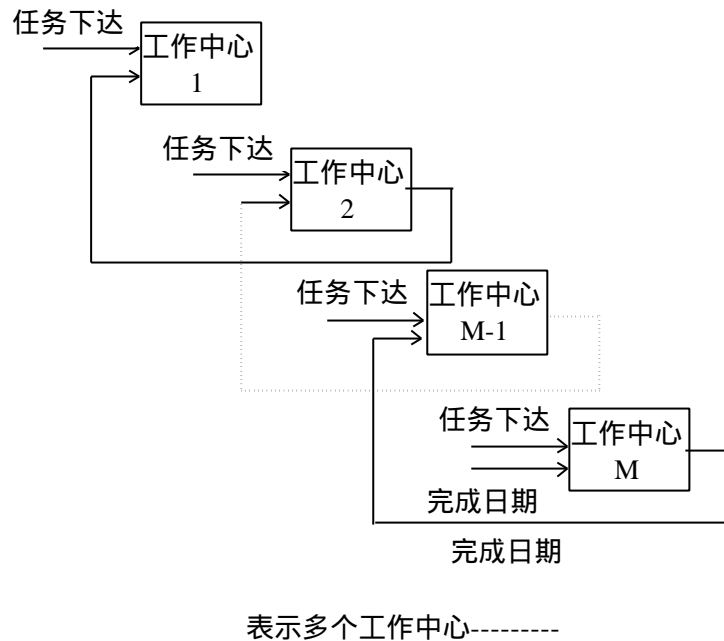 任务下达
工作中心
1
任务下达
工作中心
2
任务下达
工作中心
M-1
任务下达
工作中心
M
完成日期
完成日期
表示多个工作中心---------